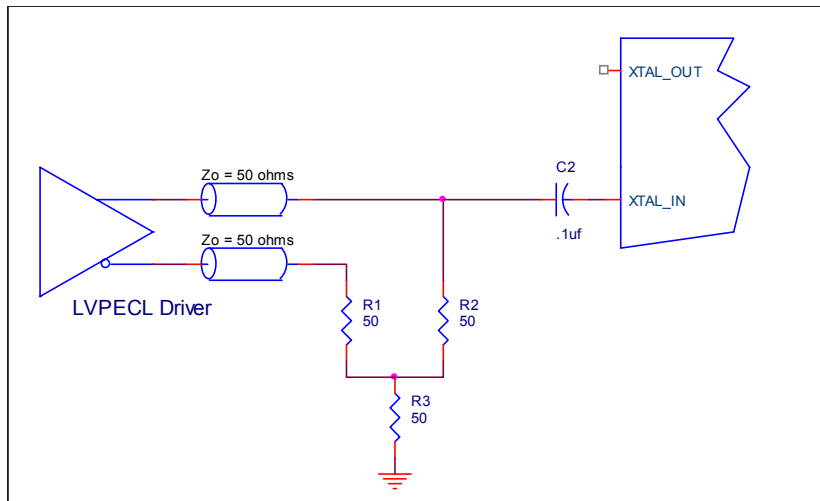 XTAL_OUT
Zo = 50 ohms
C2
XTAL_IN
.1uf
Zo = 50 ohms
LVPECL Driver
R1
50
R2
50
R3
50